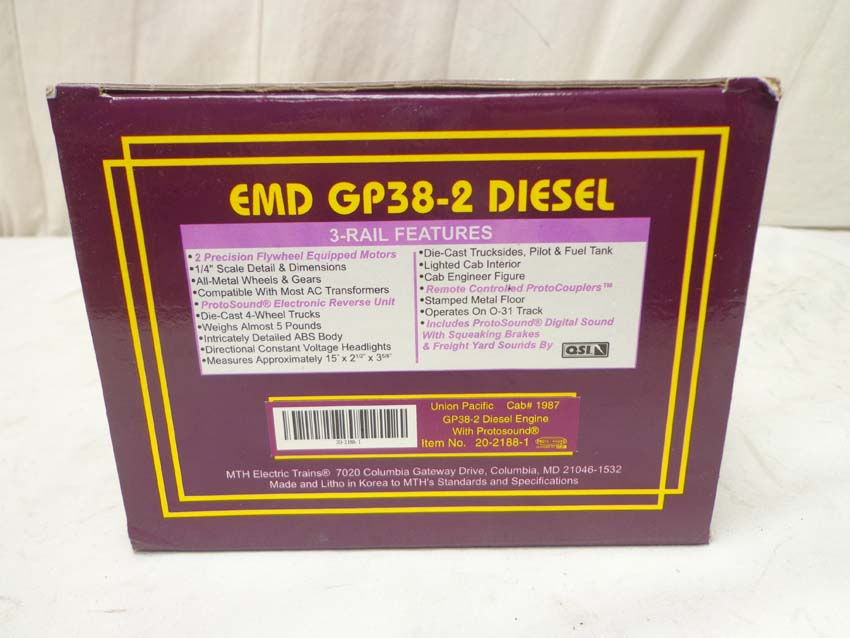 EMD GP38-2 DIESEL
3-RAIL FEATURES
• 2 Precision Flywheel Equipped Motors
• 1/4" Scale Detail & Dimensions
• All-Metal Wheels & Gears
• Compatible With Most AC Transformers
• ProtoSound® Electronic Reverse Unit
• Die-Cast 4-Wheel Trucks
• Weighs Almost 5 Pounds
• Intricately Detailed ABS Body
• Directional Constant Voltage Headlights
• Measures Approximately 15" x 2 1/2" x 3 5/8"
• Die-Cast Trucksides, Pilot & Fuel Tank
• Lighted Cab Interior
• Cab Engineer Figure
• Remote Controlled ProtoCouplers™
• Stamped Metal Floor
• Operates On O-31 Track
• Includes ProtoSound® Digital Sound
With Squeaking Brakes
& Freight Yard Sounds By QSI
20-2188-1
Union Pacific Cab# 1987
GP38-2 Diesel Engine
With Protosound®
Item No. 20-2188-1
MTH Electric Trains® 7020 Columbia Gateway Drive, Columbia, MD 21046-1532
Made and Litho in Korea to MTH's Standards and Specifications